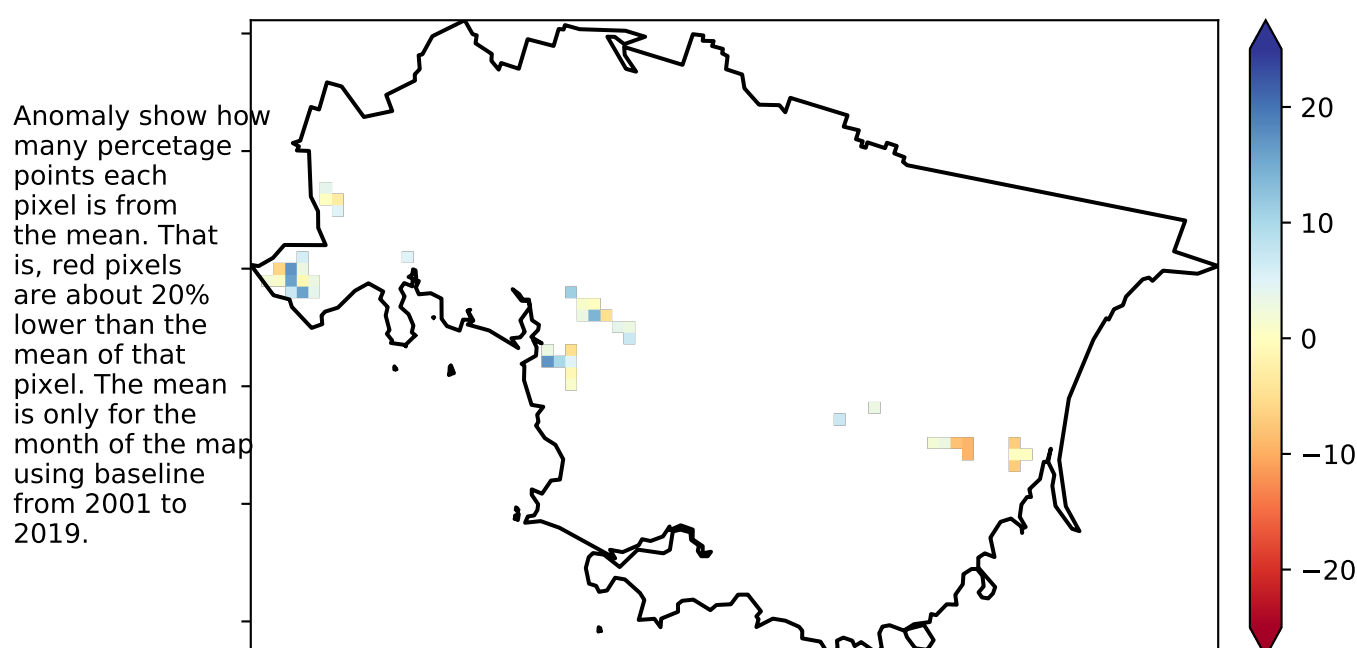 Anomaly show how
many percetage
points each
pixel is from
the mean. That
is, red pixels
are about 20%
lower than the
mean of that
pixel. The mean
is only for the
month of the map
using baseline
from 2001 to
2019.
20
10
0
−10
−20